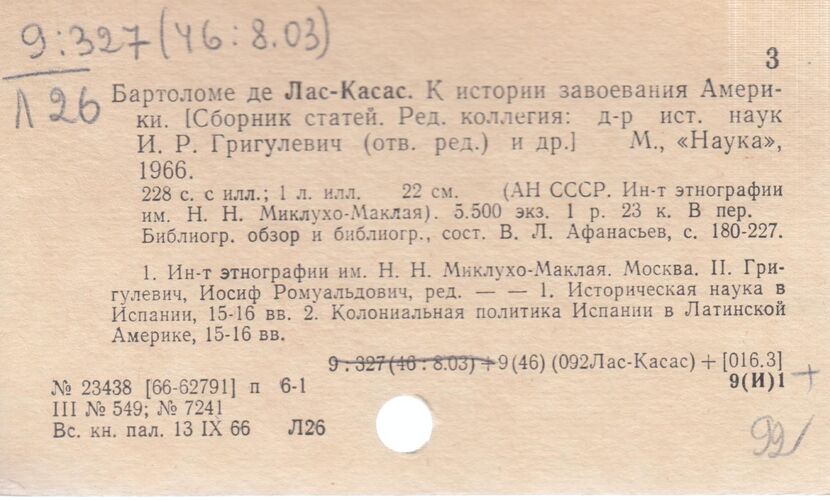 9:327(46:8.03)
Л26
3
Бартоломе де Лас-Касас. К истории завоевания Амери-
ки. [Сборник статей. Ред. коллегия: д-р ист. наук
И. Р. Григулевич (отв. ред.) и др.] М., «Наука»,
1966.
228 с. с илл.; 1 л. илл. 22 см. (АН СССР. Ин-т этнографии
им. Н. Н. Миклухо-Маклая). 5.500 экз. 1 р. 23 к. В пер.
Библиогр. обзор и библиогр., сост. В. Л. Афанасьев, с. 180-227.
1. Ин-т этнографии им. Н. Н. Миклухо-Маклая. Москва. II. Гри-
гулевич, Иосиф Ромуальдович, ред. — — 1. Историческая наука в
Испании, 15-16 вв. 2. Колониальная политика Испании в Латинской
Америке, 15-16 вв.
9:327(46:8.03)+9(46)(092Лас-Касас)+[016.3]
9(И)1 +
№ 23438 [66-62791] п 6-1
III № 549; № 7241
Вс. кн. пал. 13 IX 66 Л26
92/